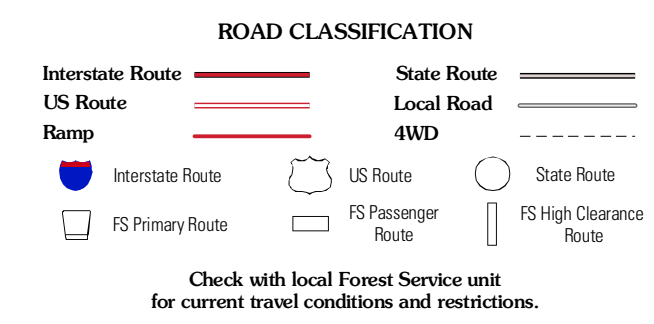 ROAD CLASSIFICATION
Interstate Route
State Route
US Route
Local Road
Ramp
4WD
Interstate Route
US Route
State Route
FS Primary Route
FS Passenger
Route
FS High Clearance
Route
Check with local Forest Service unit
for current travel conditions and restrictions.